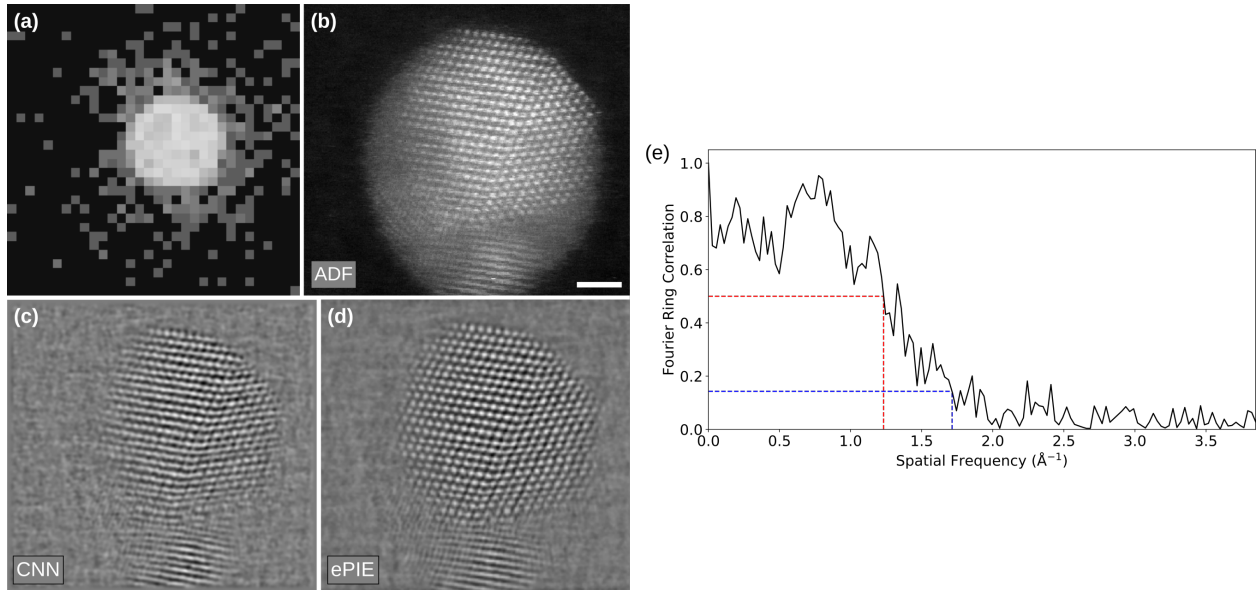 (a)
(b)
ADF
(c)
CNN
(d)
ePIE
(e)
Fourier Ring Correlation
1.0
0.8
0.6
0.4
0.2
0.0
0.0 0.5 1.0 1.5 2.0 2.5 3.0 3.5
Spatial Frequency (Å⁻¹)